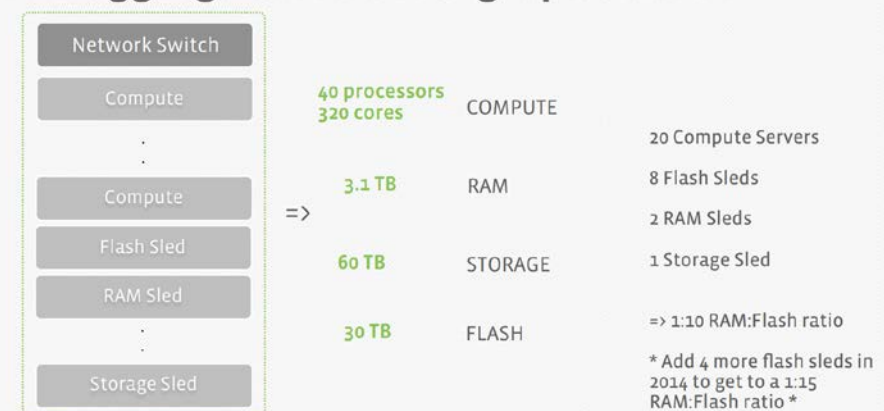 Network Switch
Compute
Compute
Flash Sled
RAM Sled
Storage Sled
=>
40 processors
320 cores
COMPUTE
3.1 TB
RAM
60 TB
STORAGE
30 TB
FLASH
20 Compute Servers
8 Flash Sleds
2 RAM Sleds
1 Storage Sled
=> 1:10 RAM:Flash ratio
* Add 4 more flash sleds in
2014 to get to a 1:15
RAM:Flash ratio *